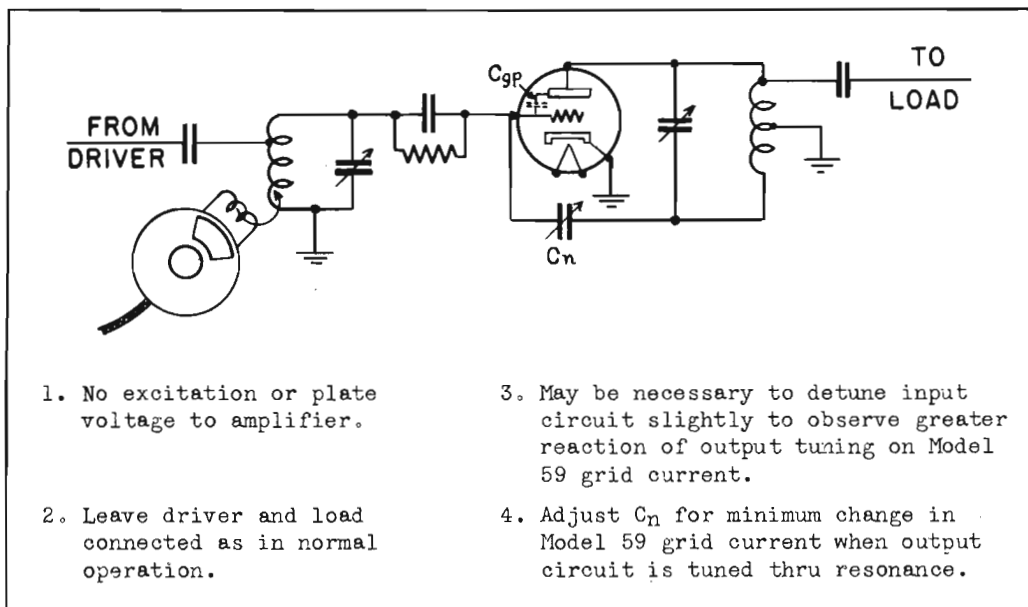 Cgp
TO
LOAD
FROM
DRIVER
Cn
1. No excitation or plate
voltage to amplifier.
2. Leave driver and load
connected as in normal
operation.
3. May be necessary to detune input
circuit slightly to observe greater
reaction of output tuning on Model
59 grid current.
4. Adjust Cn for minimum change in
Model 59 grid current when output
circuit is tuned thru resonance.